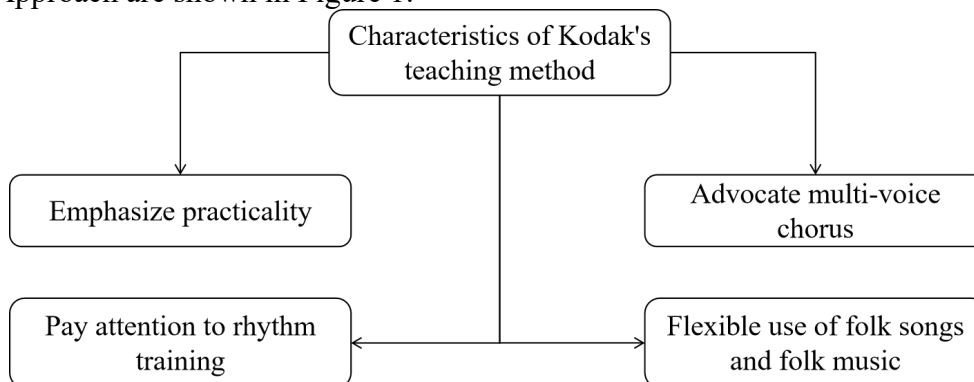 Approach are shown in Figure 1.
Characteristics of Kodak's
teaching method
Emphasize practicality
Advocate multi-voice
chorus
Pay attention to rhythm
training
Flexible use of folk songs
and folk music